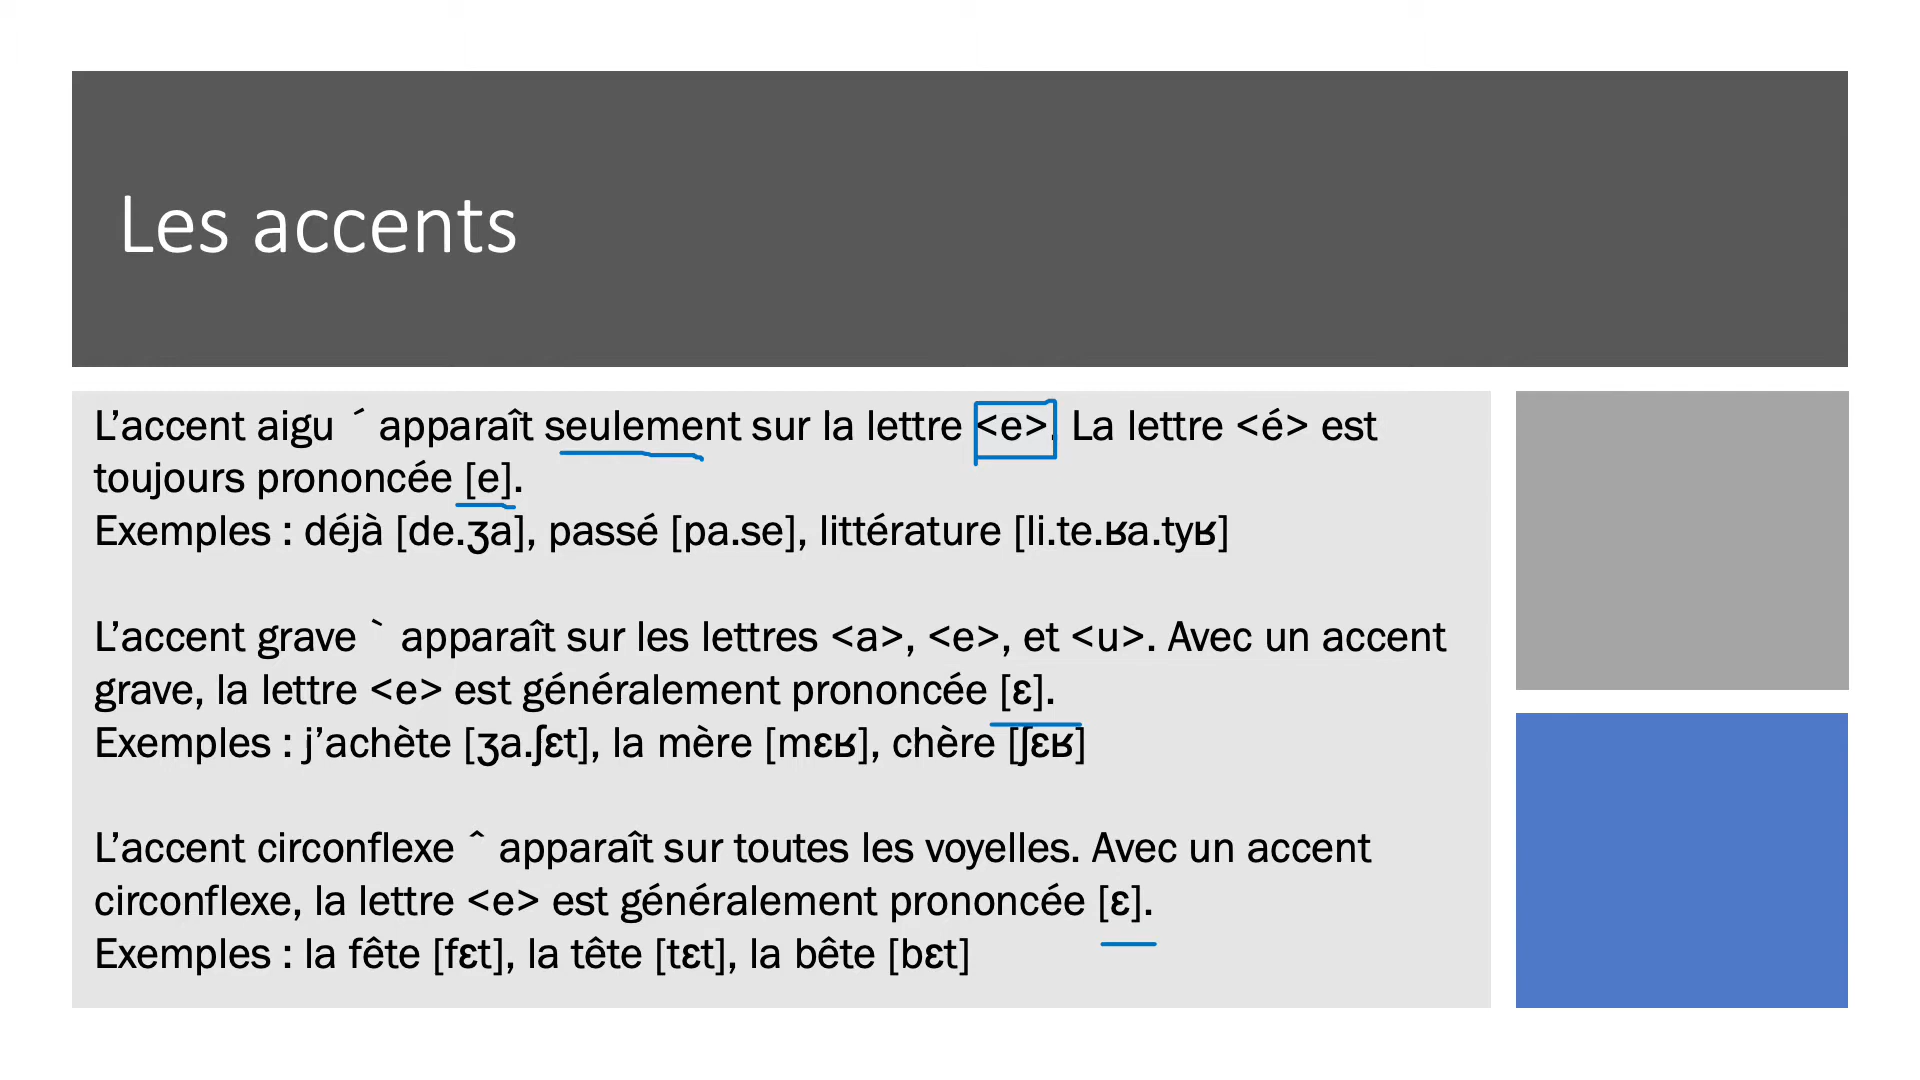 Les accents
L’accent aigu ´ apparaît seulement sur la lettre <e>. La lettre <é> est
toujours prononcée [e].
Exemples : déjà [de.ʒa], passé [pa.se], littérature [li.te.ʁa.tyʁ]
L’accent grave ` apparaît sur les lettres <a>, <e>, et <u>. Avec un accent
grave, la lettre <e> est généralement prononcée [ɛ].
Exemples : j’achète [ʒa.ʃɛt], la mère [mɛʁ], chère [ʃɛʁ]
L’accent circonflexe ˆ apparaît sur toutes les voyelles. Avec un accent
circonflexe, la lettre <e> est généralement prononcée [ɛ].
Exemples : la fête [fɛt], la tête [tɛt], la bête [bɛt]